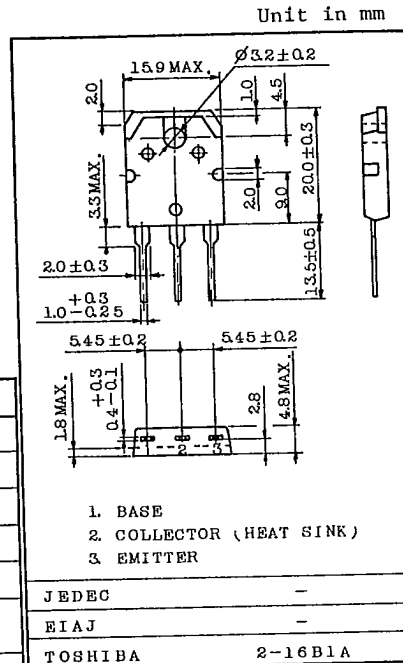 Unit in mm
15.9 MAX.
Ø3.2±0.2
2.0
1.0
4.5
3.3 MAX.
2.0
9.0
20.0±0.3
2.0±0.3
13.5±0.5
+0.3
1.0-0.25
5.45±0.2
5.45±0.2
1.8 MAX.
+0.3
0.4-0.1
2.8
4.8 MAX.
2 3
1. BASE
2. COLLECTOR (HEAT SINK)
3. EMITTER
JEDEC –
EIAJ –
TOSHIBA 2-16B1A